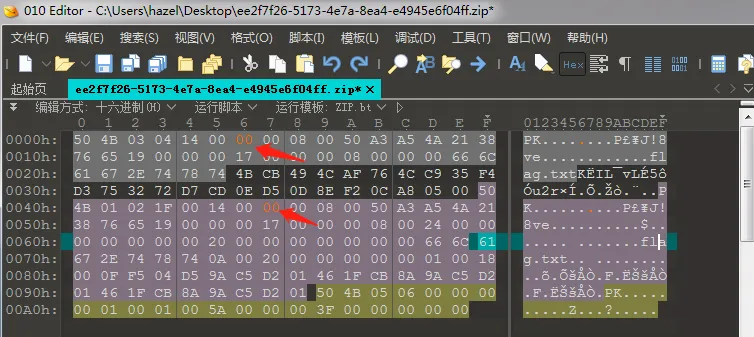 010 Editor - C:\Users\hazel\Desktop\ee2f7f26-5173-4e7a-8ea4-e4945e6f04ff.zip*
文件(F) 编辑(E) 搜索(S) 视图(V) 格式(O) 脚本(I) 模板(L) 调试(D) 工具(T) 窗口(W) 帮助(H)
Hex
起始页 ee2f7f26-5173-4e7a-8ea4-e4945e6f04ff.zip* ×
编辑方式: 十六进制(H) 运行脚本 运行模板: ZIP.bt
0 1 2 3 4 5 6 7 8 9 A B C D E F 0123456789ABCDEF
0000h: 50 4B 03 04 14 00 00 00 08 00 50 A3 A5 4A 21 38 PK........P£¥J!8
0010h: 76 65 19 00 00 00 17 00 00 00 08 00 00 00 66 6C ve............fl
0020h: 61 67 2E 74 78 74 4B CB 49 4C AF 76 4C C9 35 F4 ag.txtKËIL¯vLÉ5ô
0030h: D3 75 32 D7 CD 0E D5 0D 8E F2 0C A8 05 00 50 Óu2×Í.Õ.Žò.¨..P
0040h: 4B 01 02 1F 00 14 00 00 00 08 00 50 A3 A5 4A 21 K..........P£¥J!
0050h: 38 76 65 19 00 00 00 17 00 00 00 08 00 24 00 00 8ve..........$..
0060h: 00 00 00 00 00 20 00 00 00 00 00 00 00 66 6C 61 ..... .......fla
0070h: 67 2E 74 78 74 0A 00 20 00 00 00 00 00 01 00 18 g.txt.. ........
0080h: 00 0F F5 04 D5 9A C5 D2 01 46 1F CB 8A 9A C5 D2 ..õ.ÕšÅÒ.F.ËŠšÅÒ
0090h: 01 46 1F CB 8A 9A C5 D2 01 50 4B 05 06 00 00 00 .F.ËŠšÅÒ.PK.....
00A0h: 00 01 00 01 00 5A 00 00 00 3F 00 00 00 00 00 .....Z...?.....